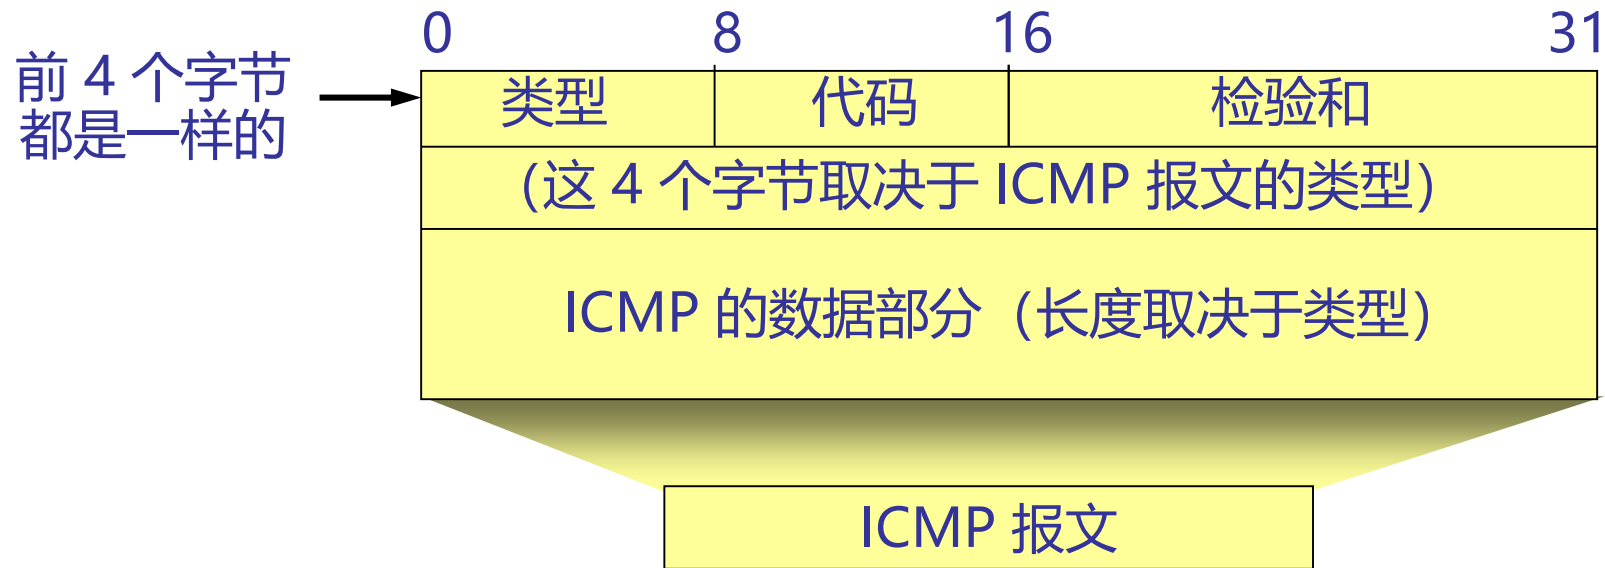 0 8 16 31
前 4 个字节
都是一样的
类型 代码 检验和
（这 4 个字节取决于 ICMP 报文的类型）
ICMP 的数据部分（长度取决于类型）
ICMP 报文